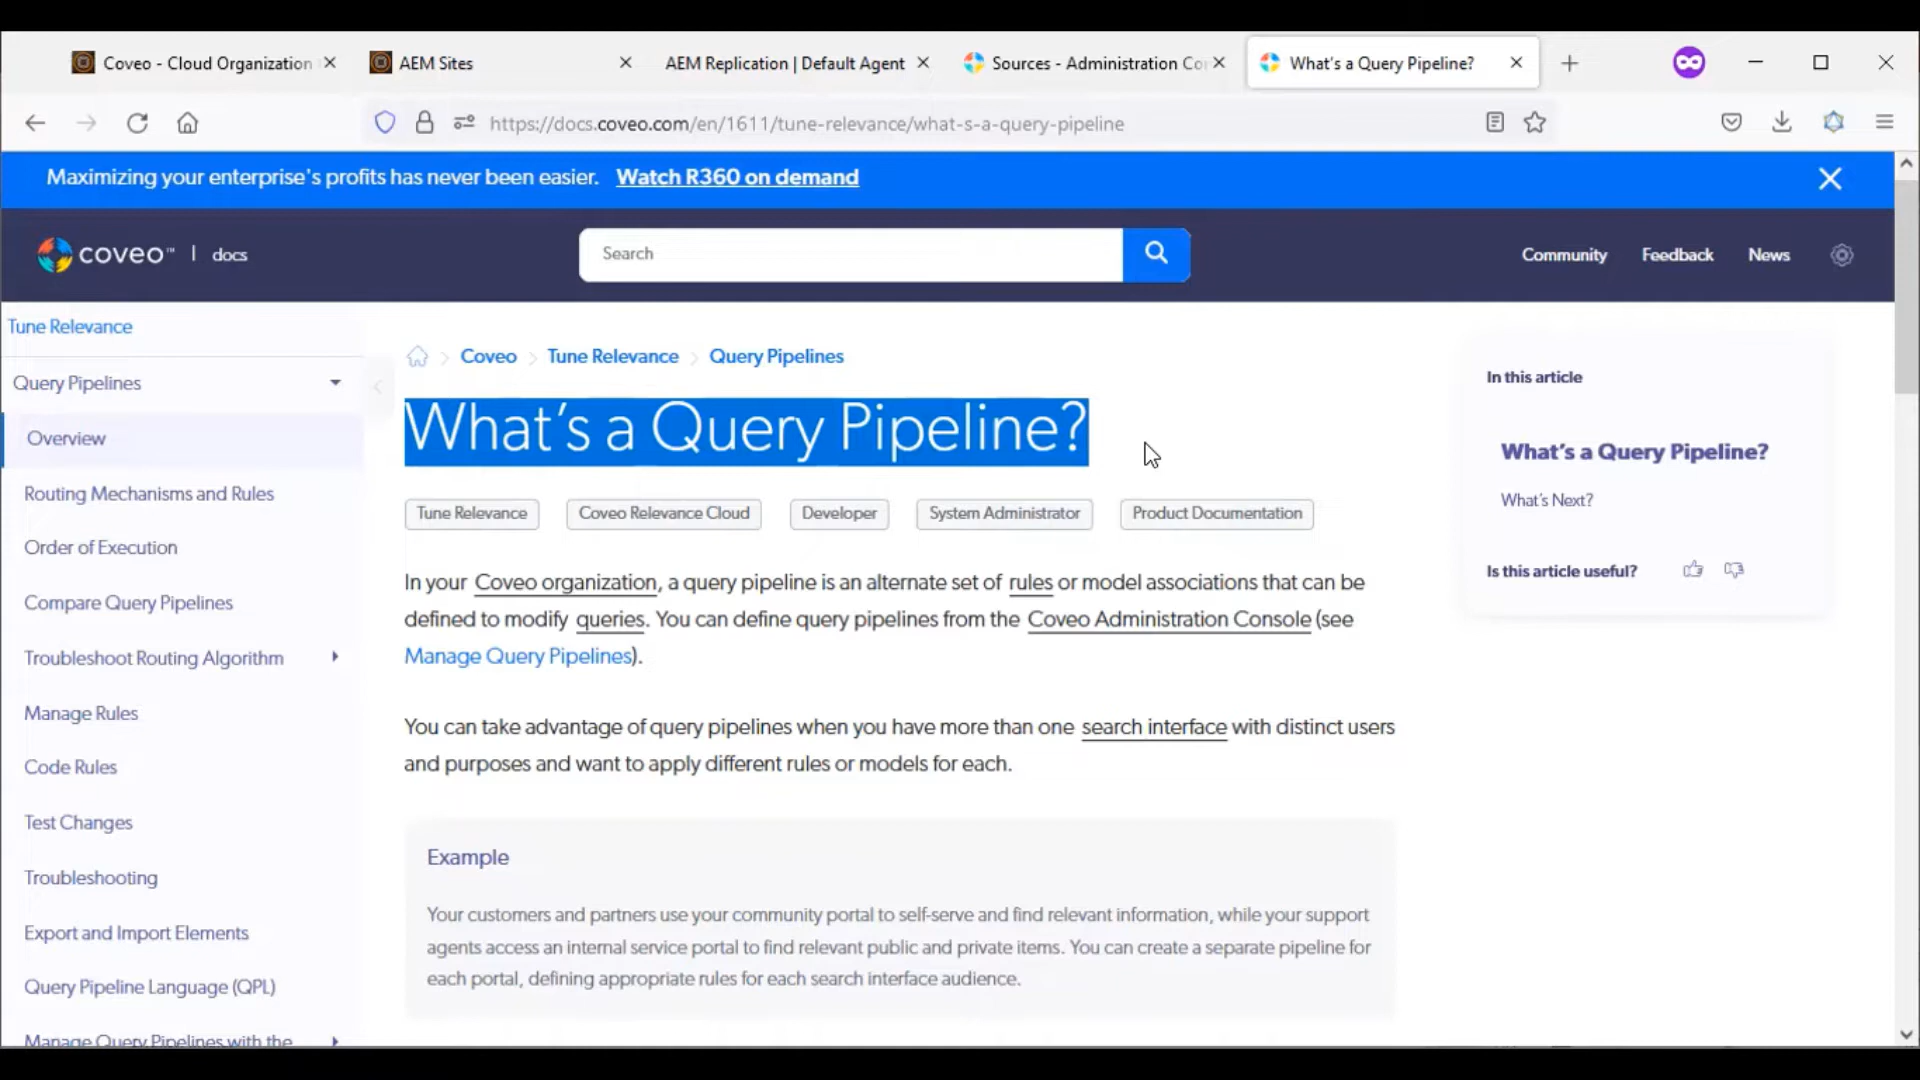 Coveo - Cloud Organization
AEM Sites
AEM Replication | Default Agent
Sources - Administration Co
What's a Query Pipeline?
https://docs.coveo.com/en/1611/tune-relevance/what-s-a-query-pipeline
Maximizing your enterprise's profits has never been easier. Watch R360 on demand
coveo™ | docs
Search
Community
Feedback
News
Tune Relevance
Query Pipelines
Overview
Routing Mechanisms and Rules
Order of Execution
Compare Query Pipelines
Troubleshoot Routing Algorithm
Manage Rules
Code Rules
Test Changes
Troubleshooting
Export and Import Elements
Query Pipeline Language (QPL)
Manage Query Pipelines with the
Coveo
Tune Relevance
Query Pipelines
What's a Query Pipeline?
Tune Relevance
Coveo Relevance Cloud
Developer
System Administrator
Product Documentation
In your Coveo organization, a query pipeline is an alternate set of rules or model associations that can be
defined to modify queries. You can define query pipelines from the Coveo Administration Console (see
Manage Query Pipelines).
You can take advantage of query pipelines when you have more than one search interface with distinct users
and purposes and want to apply different rules or models for each.
Example
Your customers and partners use your community portal to self-serve and find relevant information, while your support
agents access an internal service portal to find relevant public and private items. You can create a separate pipeline for
each portal, defining appropriate rules for each search interface audience.
In this article
What's a Query Pipeline?
What's Next?
Is this article useful?